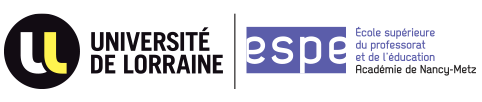 UNIVERSITÉ
DE LORRAINE
espe
École supérieure
du professorat
et de l'éducation
Académie de Nancy-Metz